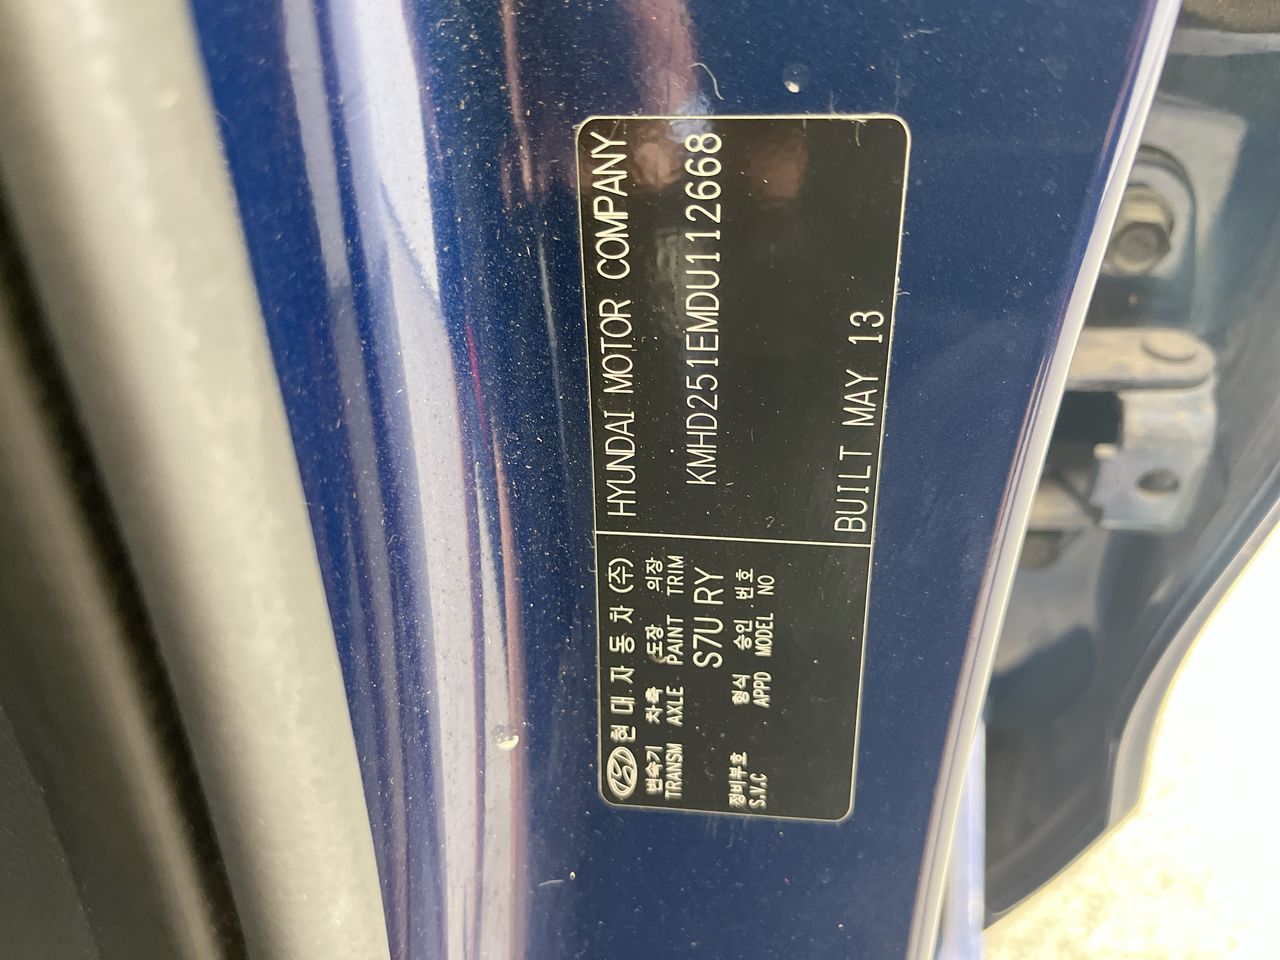 현대자동차(주)
변속기 차축 도장 의장
TRANSM AXLE PAINT TRIM
S7U RY
정비부호 형식 승인 번호
S.V.C APPD MODEL NO
HYUNDAI MOTOR COMPANY
KMHD251EMDU112668
BUILT MAY 13